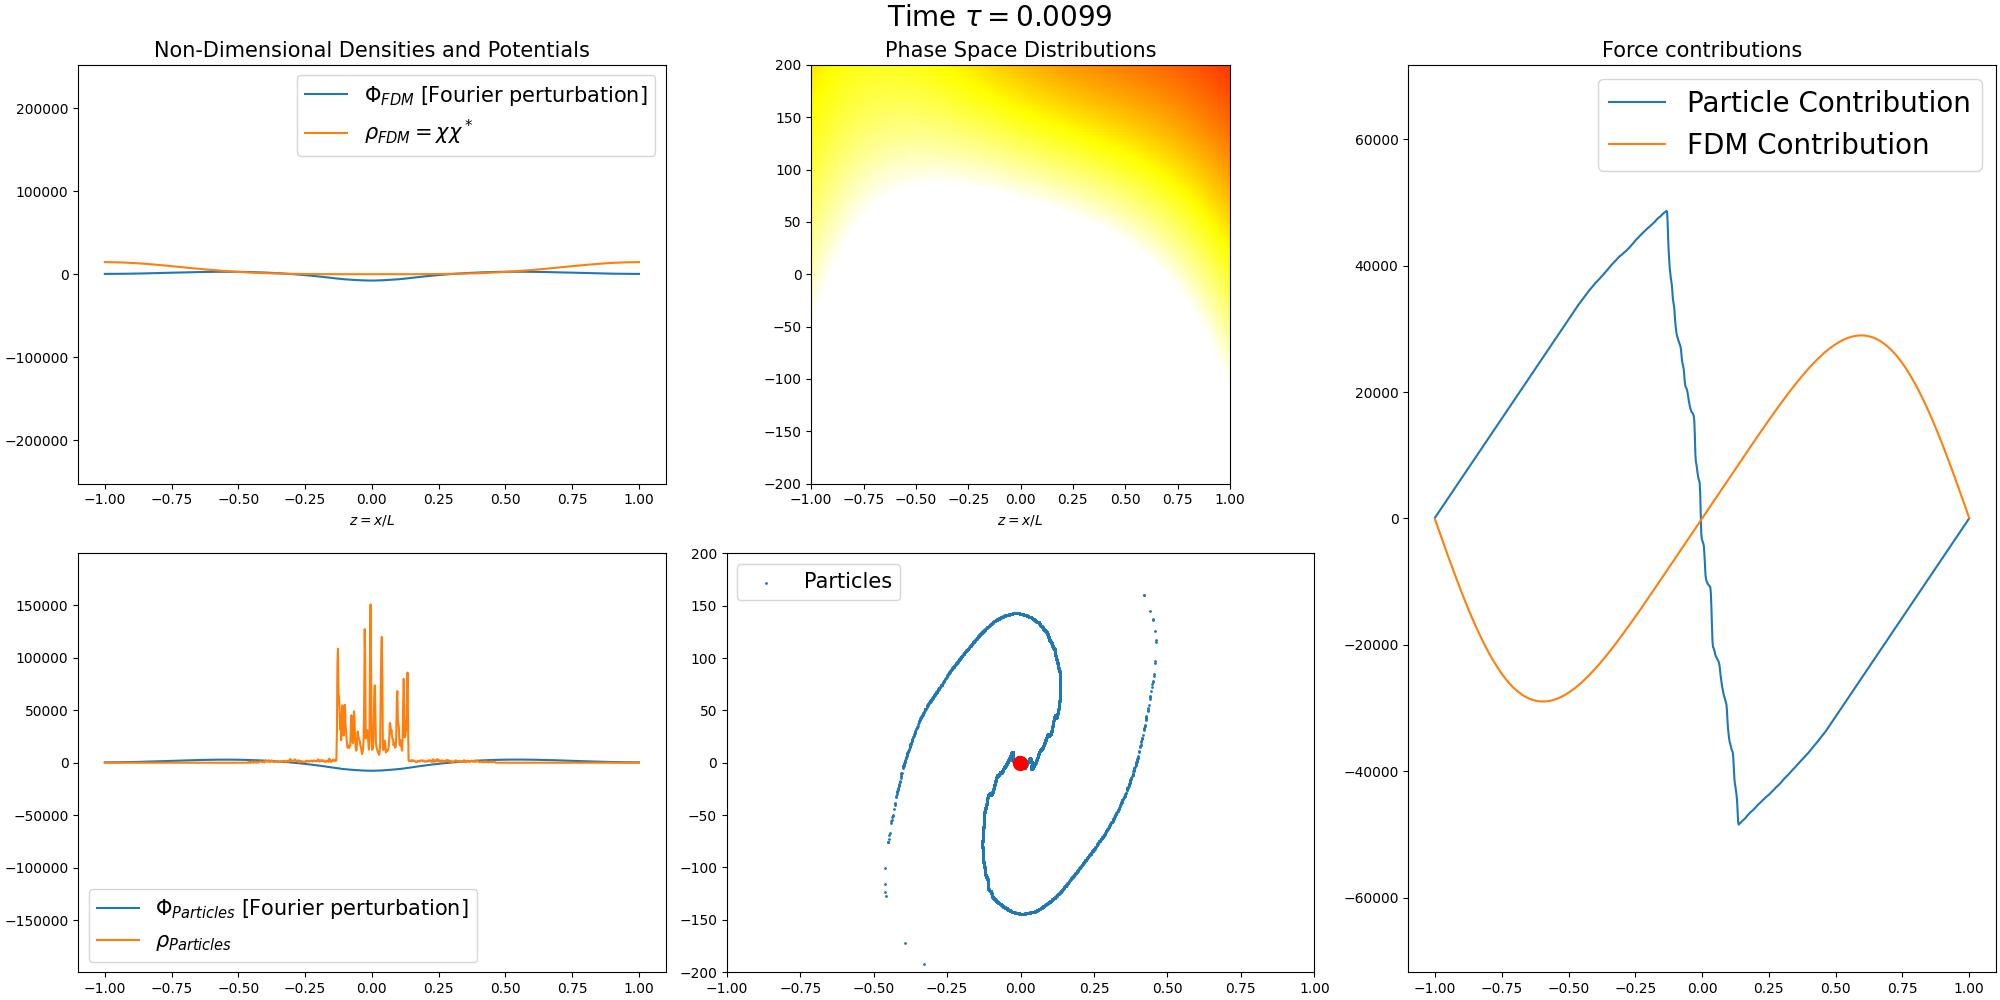 Time τ = 0.0099
Non-Dimensional Densities and Potentials
Φ_FDM [Fourier perturbation]
ρ_FDM = χχ*
200000
100000
0
−100000
−200000
−1.00 −0.75 −0.50 −0.25 0.00 0.25 0.50 0.75 1.00
z = x/L
Phase Space Distributions
200
150
100
50
0
−50
−100
−150
−200
−1.00 −0.75 −0.50 −0.25 0.00 0.25 0.50 0.75 1.00
z = x/L
Force contributions
Particle Contribution
FDM Contribution
60000
40000
20000
0
−20000
−40000
−60000
−1.00 −0.75 −0.50 −0.25 0.00 0.25 0.50 0.75 1.00
150000
100000
50000
0
−50000
−100000
−150000
Φ_Particles [Fourier perturbation]
ρ_Particles
−1.00 −0.75 −0.50 −0.25 0.00 0.25 0.50 0.75 1.00
Particles
200
150
100
50
0
−50
−100
−150
−200
−1.00 −0.75 −0.50 −0.25 0.00 0.25 0.50 0.75 1.00